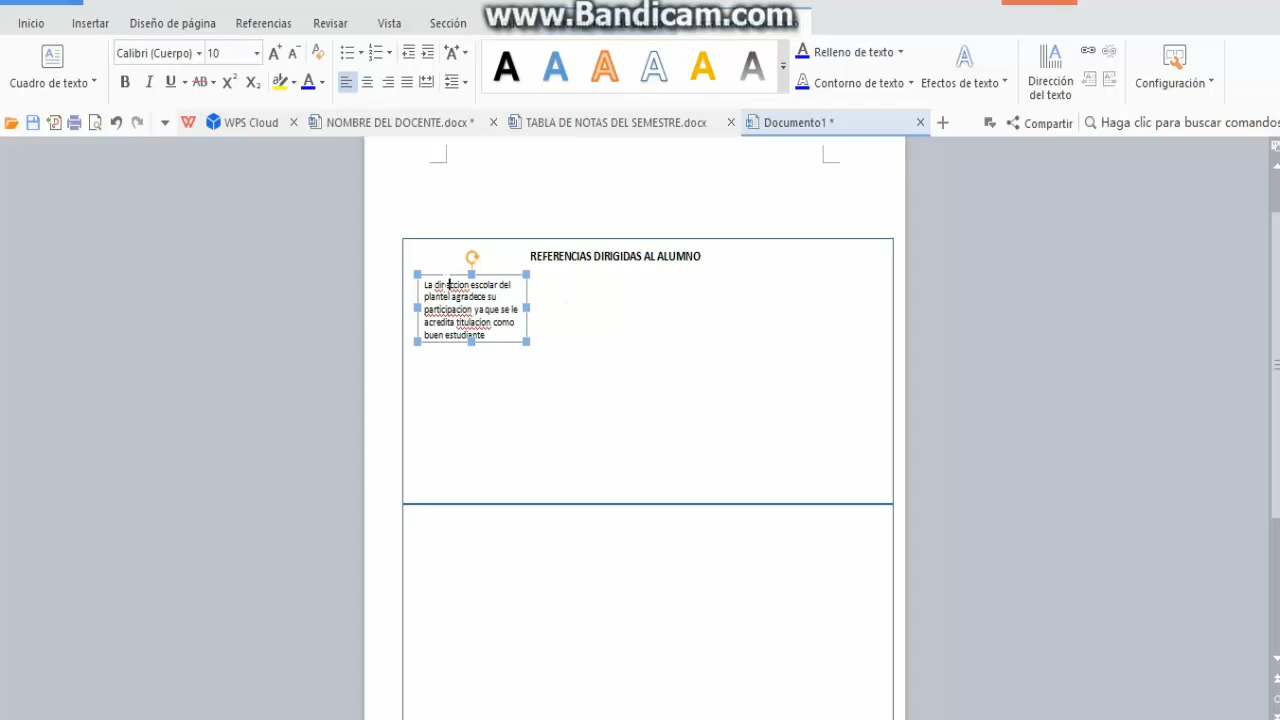 www.Bandicam.com
Inicio Insertar Diseño de página Referencias Revisar Vista Sección
Cuadro de texto
Calibri (Cuerpo) 10
Relleno de texto
Contorno de texto
Efectos de texto
Dirección del texto
Configuración
WPS Cloud
NOMBRE DEL DOCENTE.docx *
TABLA DE NOTAS DEL SEMESTRE.docx
Documento1 *
Compartir
Haga clic para buscar comandos
REFERENCIAS DIRIGIDAS AL ALUMNO
La direccion escolar del
plantel agradece su
participacion ya que se le
acredita titulacion como
buen estudiante